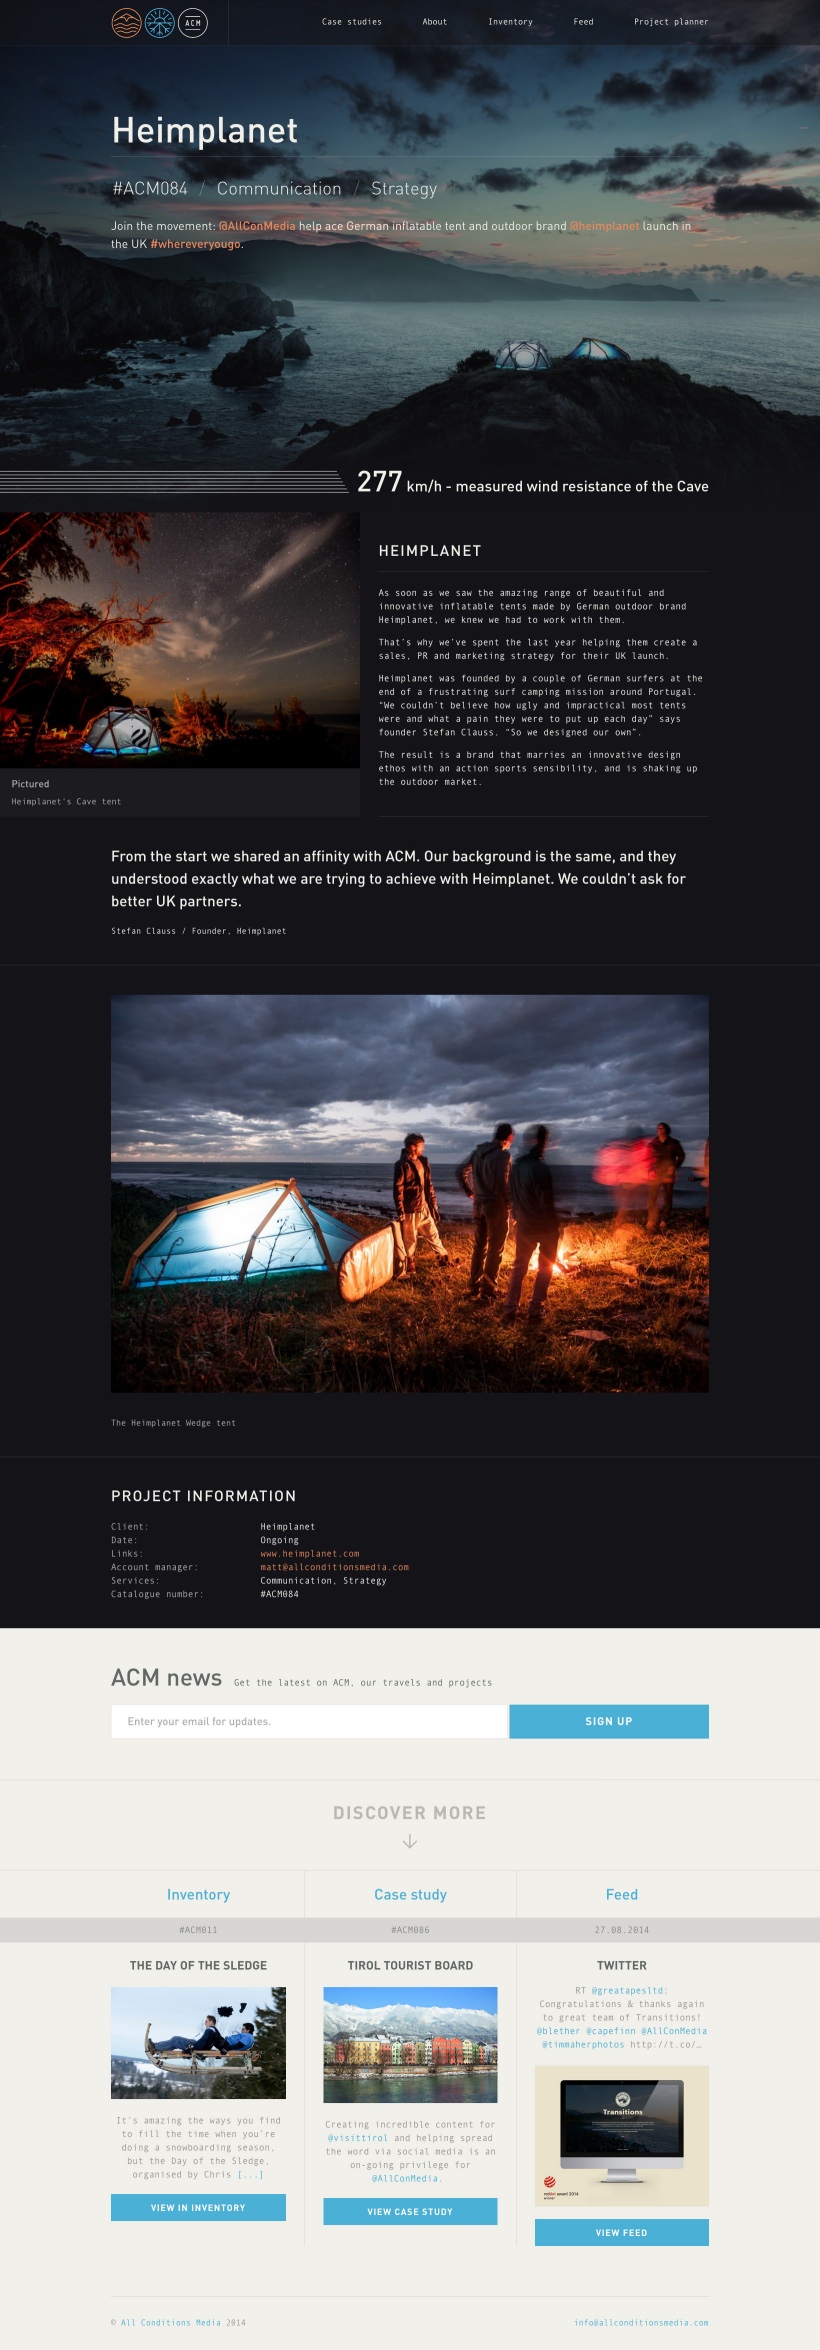 ACM
Case studies
About
Inventory
Feed
Project planner
Heimplanet
#ACM084 / Communication / Strategy
Join the movement: @AllConMedia help ace German inflatable tent and outdoor brand @heimplanet launch in
the UK #whereveryougo.
277 km/h - measured wind resistance of the Cave
HEIMPLANET
As soon as we saw the amazing range of beautiful and
innovative inflatable tents made by German outdoor brand
Heimplanet, we knew we had to work with them.
That's why we've spent the last year helping them create a
sales, PR and marketing strategy for their UK launch.
Heimplanet was founded by a couple of German surfers at the
end of a frustrating surf camping mission around Portugal.
"We couldn't believe how ugly and impractical most tents
were and what a pain they were to put up each day" says
founder Stefan Clauss. "So we designed our own".
The result is a brand that marries an innovative design
ethos with an action sports sensibility, and is shaking up
the outdoor market.
Pictured
Heimplanet's Cave tent
From the start we shared an affinity with ACM. Our background is the same, and they
understood exactly what we are trying to achieve with Heimplanet. We couldn't ask for
better UK partners.
Stefan Clauss / Founder, Heimplanet
The Heimplanet Wedge tent
PROJECT INFORMATION
Client: Heimplanet
Date: Ongoing
Links: www.heimplanet.com
Account manager: matt@allconditionsmedia.com
Services: Communication, Strategy
Catalogue number: #ACM084
ACM news Get the latest on ACM, our travels and projects
Enter your email for updates.
SIGN UP
DISCOVER MORE
Inventory
#ACM011
THE DAY OF THE SLEDGE
It's amazing the ways you find
to fill the time when you're
doing a snowboarding season,
but the Day of the Sledge,
organised by Chris [...]
VIEW IN INVENTORY
Case study
#ACM086
TIROL TOURIST BOARD
Creating incredible content for
@visittirol and helping spread
the word via social media is an
on-going privilege for
@AllConMedia.
VIEW CASE STUDY
Feed
27.08.2014
TWITTER
RT @greatapesltd:
Congratulations & thanks again
to great team of Transitions!
@blether @capefinn @AllConMedia
@timmaherphotos http://t.co/…
Transitions
reddot award 2014
winner
VIEW FEED
© All Conditions Media 2014
info@allconditionsmedia.com